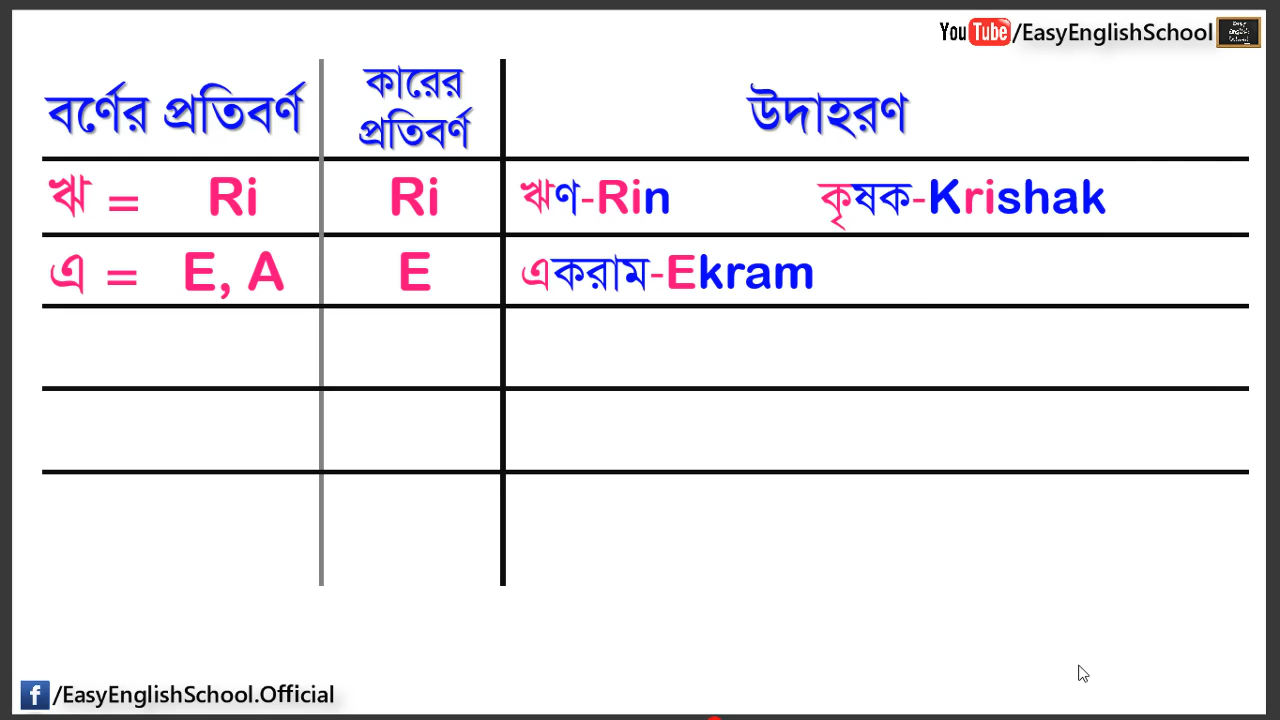 YouTube/EasyEnglishSchool
বর্ণের প্রতিবর্ণ কারের প্রতিবর্ণ উদাহরণ
ঋ = Ri Ri ঋণ-Rin কৃষক-Krishak
এ = E, A E একরাম-Ekram
f/EasyEnglishSchool.Official